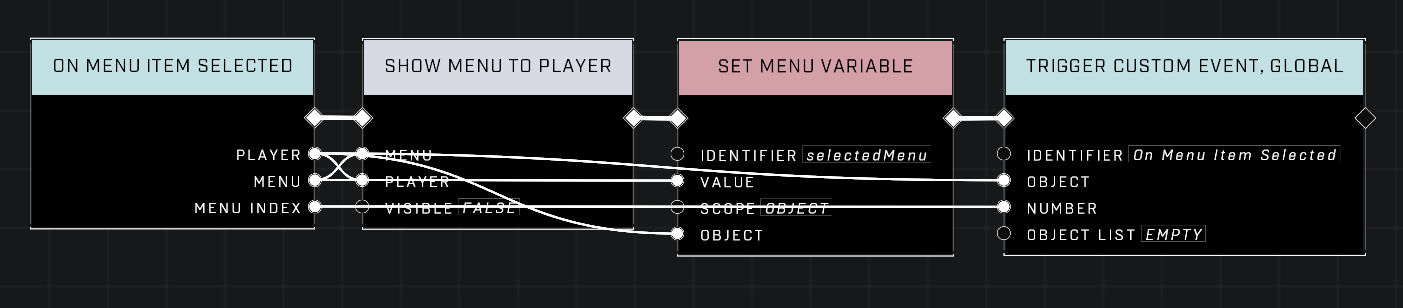 ON MENU ITEM SELECTED
PLAYER
MENU
MENU INDEX
SHOW MENU TO PLAYER
MENU
PLAYER
VISIBLE FALSE
SET MENU VARIABLE
IDENTIFIER selectedMenu
VALUE
SCOPE OBJECT
OBJECT
TRIGGER CUSTOM EVENT, GLOBAL
IDENTIFIER On Menu Item Selected
OBJECT
NUMBER
OBJECT LIST EMPTY